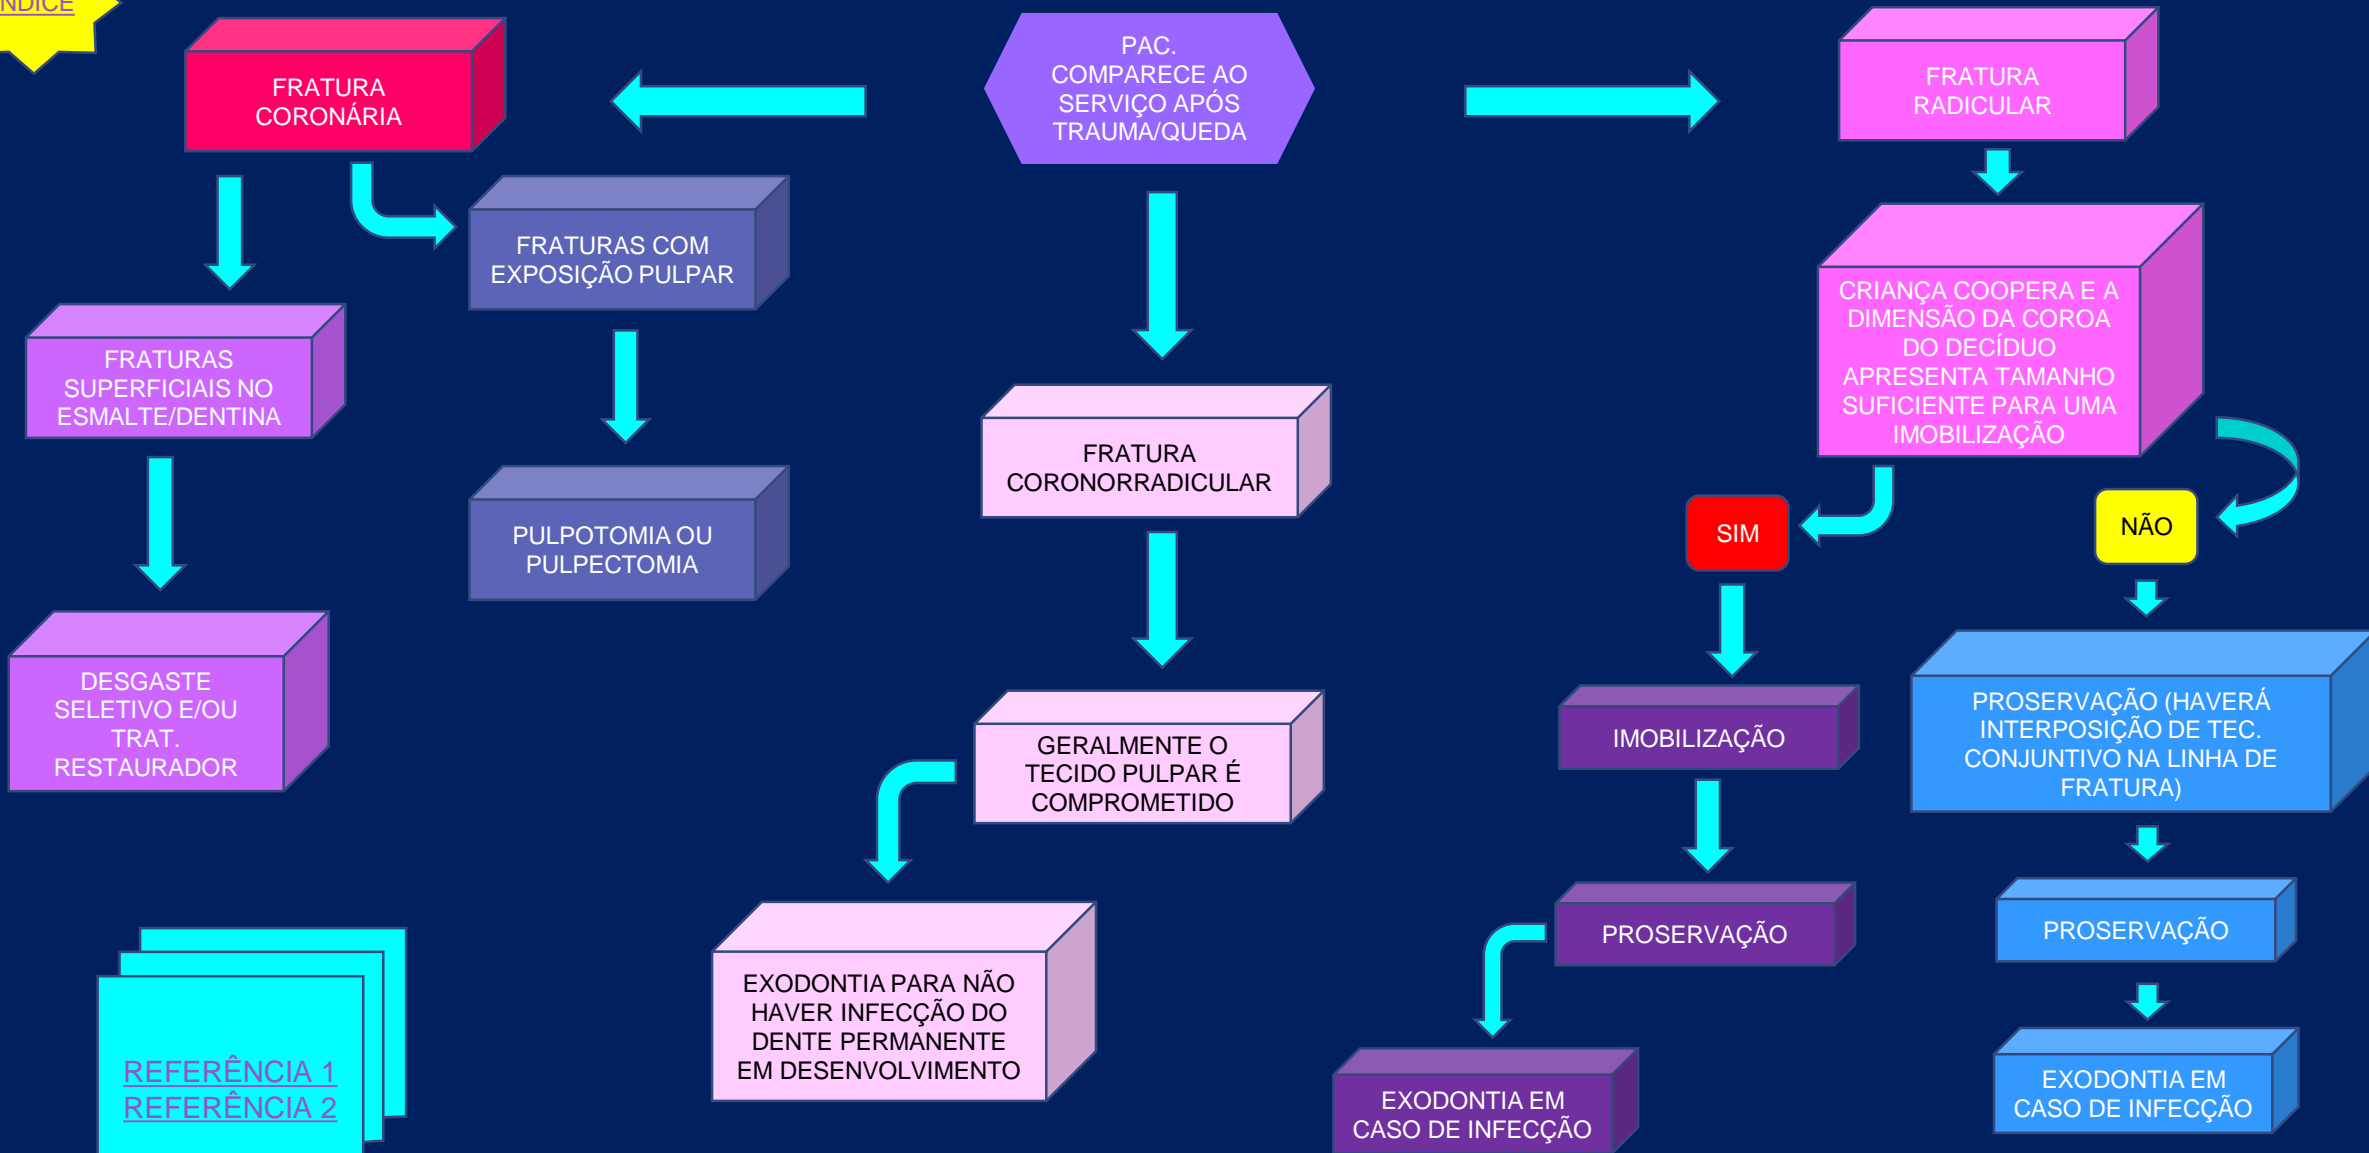 FRATURA
CORONÁRIA
PAC.
COMPARECE AO
SERVIÇO APÓS
TRAUMA/QUEDA
FRATURA
RADICULAR
FRATURAS COM
EXPOSIÇÃO PULPAR
FRATURAS
SUPERFICIAIS NO
ESMALTE/DENTINA
PULPOTOMIA OU
PULPECTOMIA
DESGASTE
SELETIVO E/OU
TRAT.
RESTAURADOR
FRATURA
CORONORRADICULAR
GERALMENTE O
TECIDO PULPAR É
COMPROMETIDO
EXODONTIA PARA NÃO
HAVER INFECÇÃO DO
DENTE PERMANENTE
EM DESENVOLVIMENTO
CRIANÇA COOPERA E A
DIMENSÃO DA COROA
DO DECÍDUO
APRESENTA TAMANHO
SUFICIENTE PARA UMA
IMOBILIZAÇÃO
SIM
NÃO
IMOBILIZAÇÃO
PROSERVAÇÃO
EXODONTIA EM
CASO DE INFECÇÃO
PROSERVAÇÃO (HAVERÁ
INTERPOSIÇÃO DE TEC.
CONJUNTIVO NA LINHA DE
FRATURA)
PROSERVAÇÃO
EXODONTIA EM
CASO DE INFECÇÃO
REFERÊNCIA 1
REFERÊNCIA 2